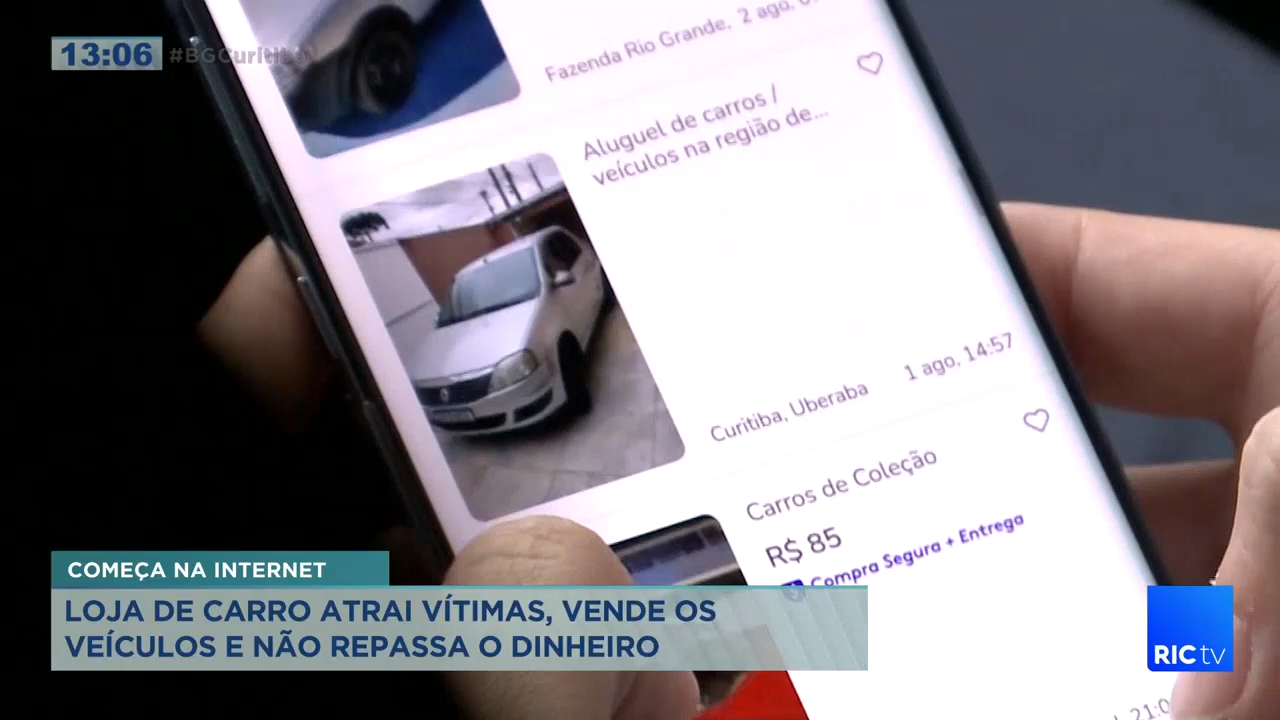 13:06 #BGCuritiba
Fazenda Rio Grande, 2 ago,
Aluguel de carros /
veículos na região de...
Curitiba, Uberaba 1 ago, 14:57
Carros de Coleção
R$ 85
Compra Segura + Entrega
COMEÇA NA INTERNET
LOJA DE CARRO ATRAI VÍTIMAS, VENDE OS
VEÍCULOS E NÃO REPASSA O DINHEIRO
RIC tv